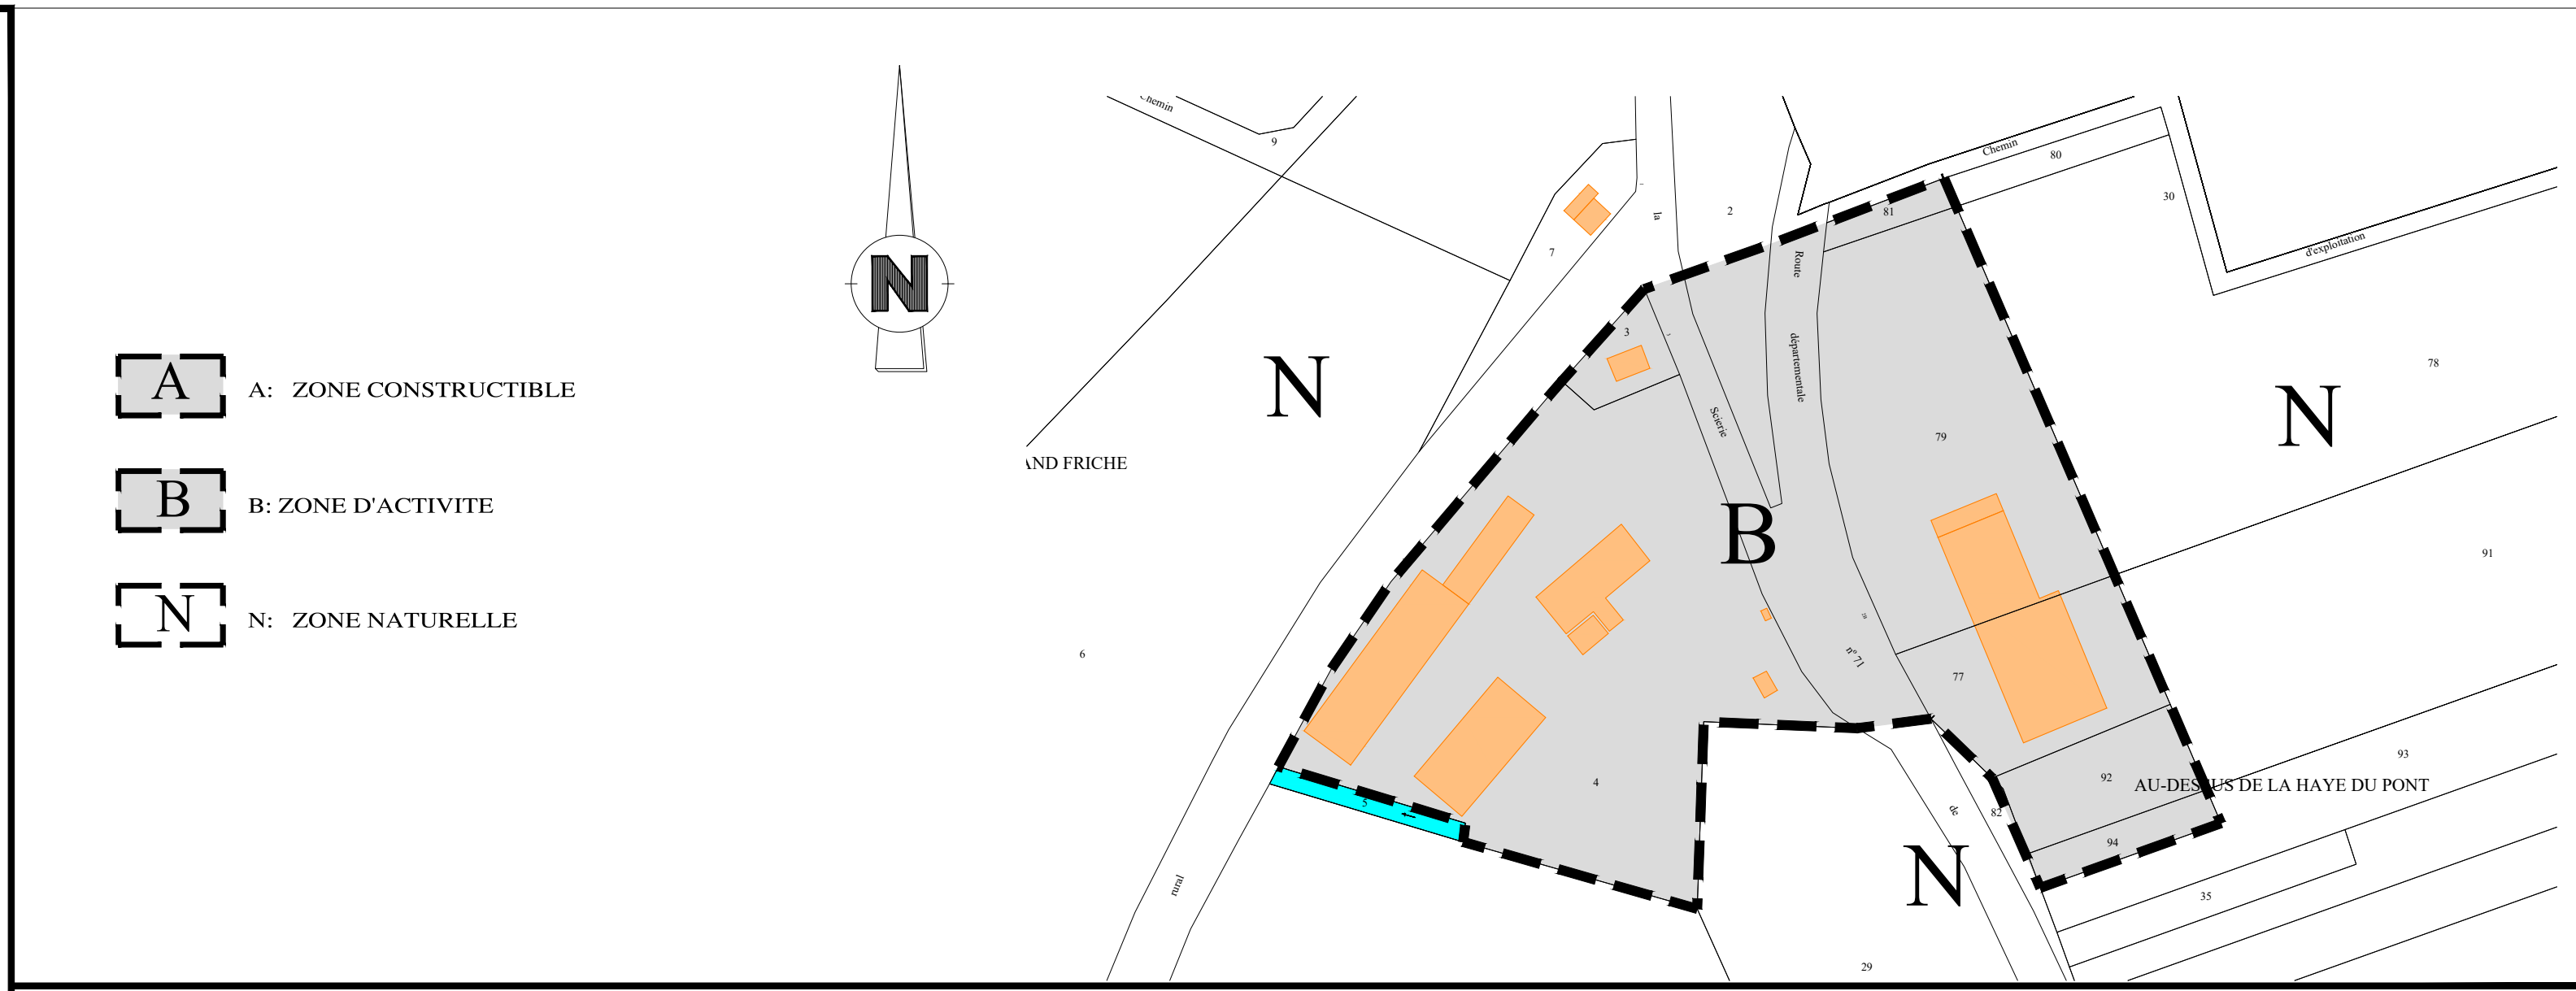 N
A
A: ZONE CONSTRUCTIBLE
B
B: ZONE D'ACTIVITE
N
N: ZONE NATURELLE
Chemin
9
Chemin
80
30
d'exploitation
7
la
2
81
Route
départementale
3
Scierie
N
AND FRICHE
79
N
78
B
91
6
n° 71
77
4
5
92
93
AU-DESSUS DE LA HAYE DU PONT
82
de
94
N
35
rural
29